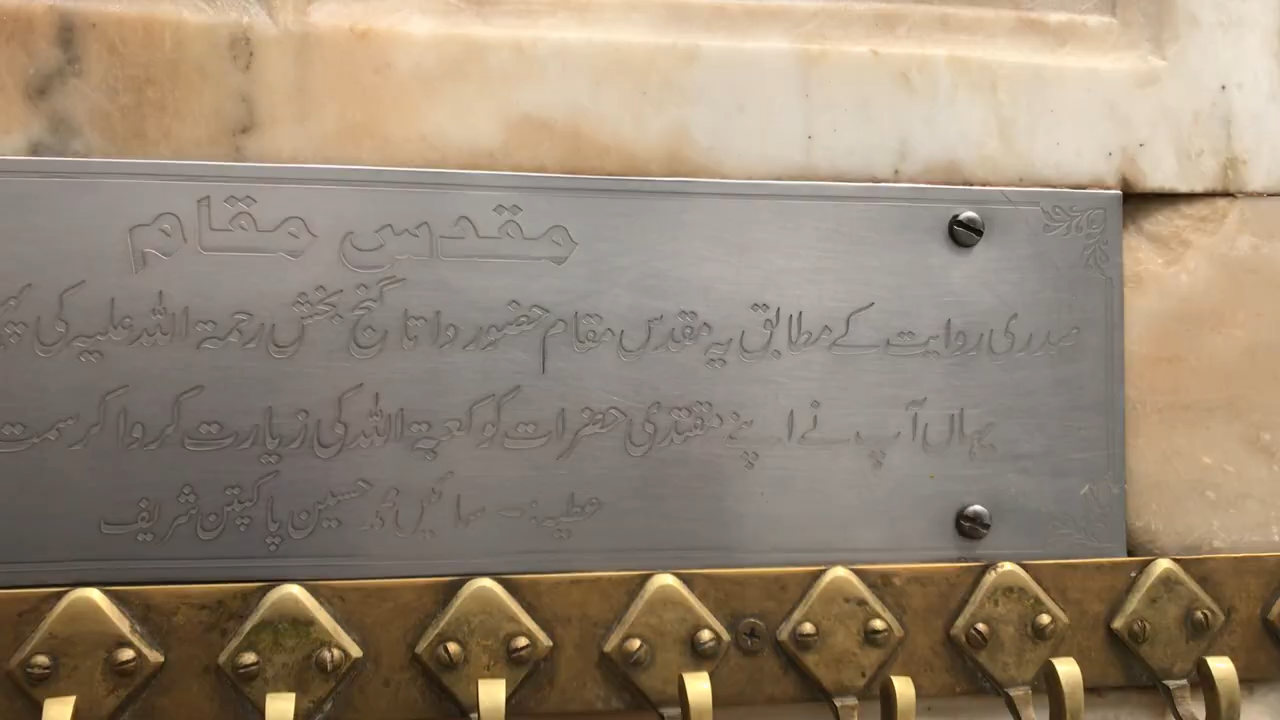 مقدس مقام
صدری روایت کے مطابق یہ مقدس مقام حضور داتا گنج بخش رحمۃ اللہ علیہ کی
یہاں آپ نے اپنے مقتدی حضرات کو کعبۃ اللہ کی زیارت کروا کر سمت
عطیہ:- سائیں محمد حسین پاکپتن شریف